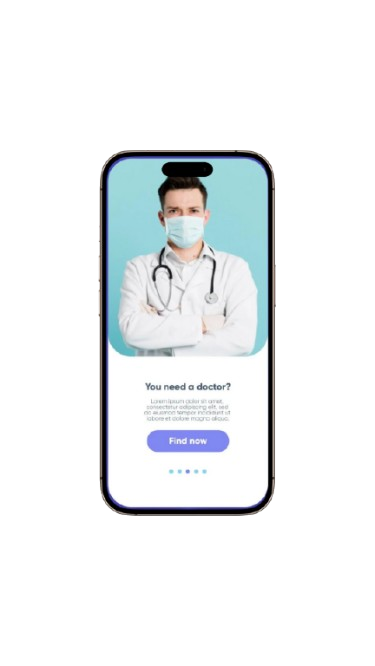 You need a doctor?
Lorem ipsum dolor sit amet,
consectetur adipiscing elit, sed
do eiusmod tempor incididunt ut
labore et dolore magna aliqua.
Find now